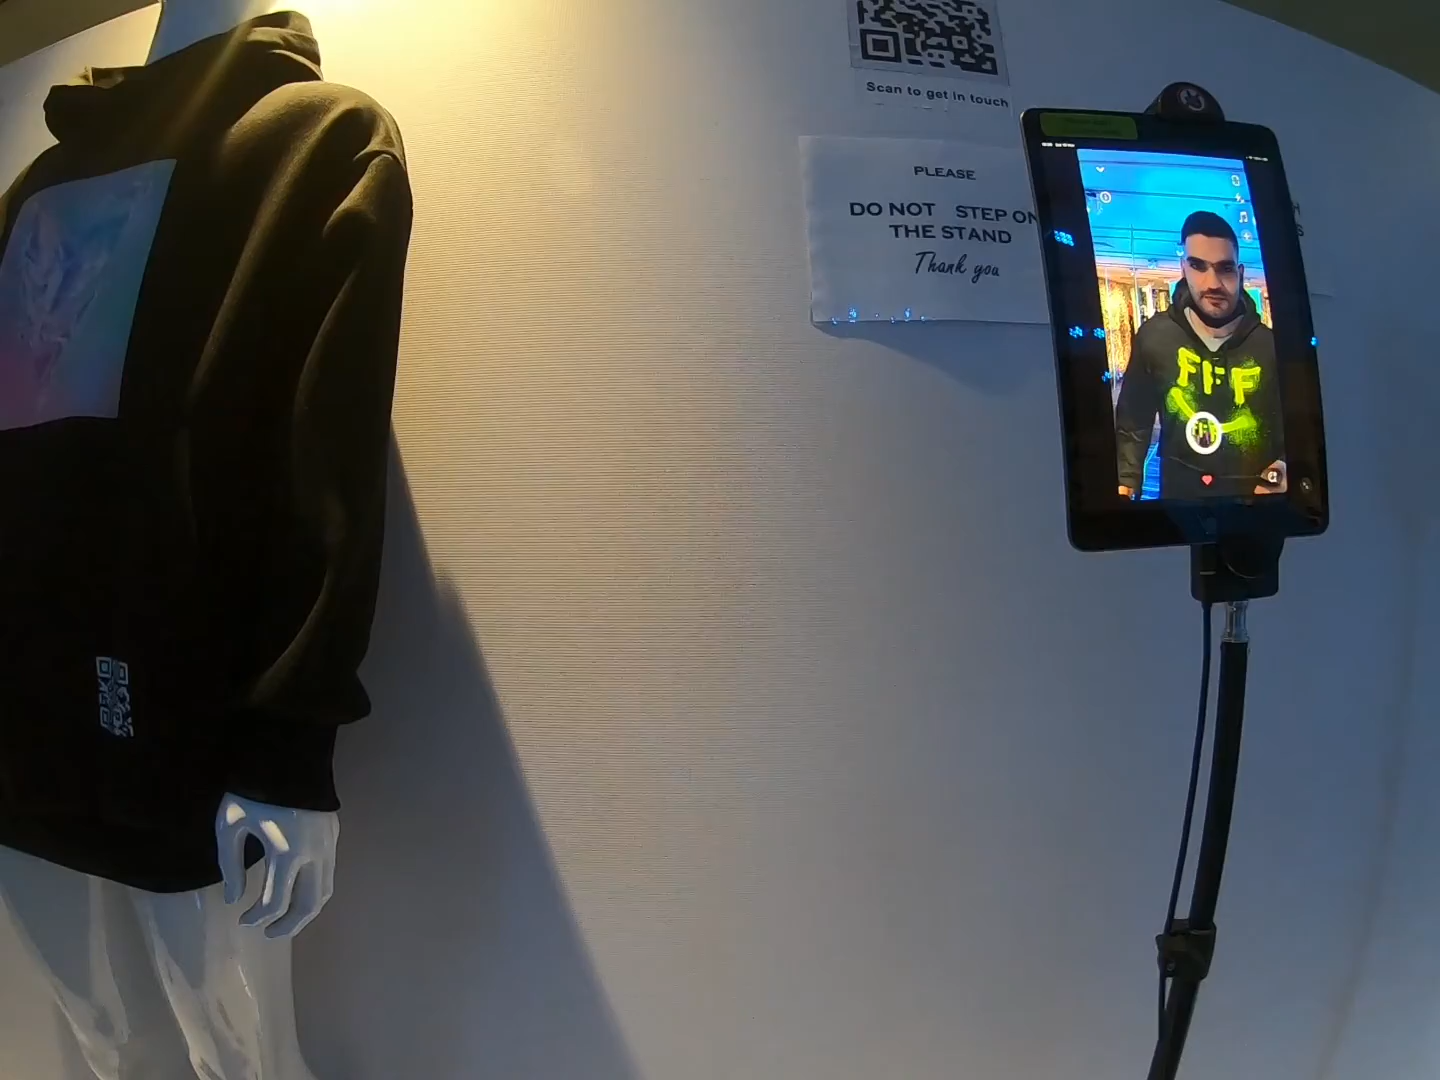 Scan to get in touch
PLEASE
DO NOT STEP ON
THE STAND
Thank you
FFF